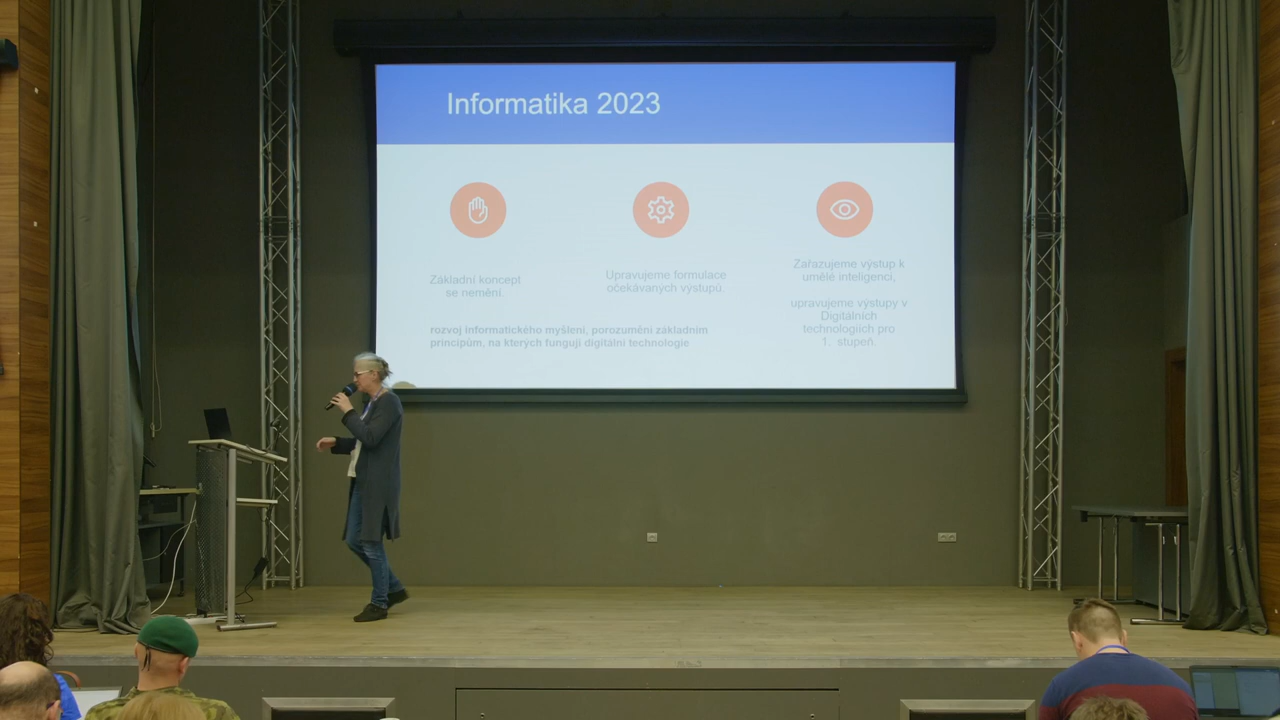 Informatika 2023
Základní koncept
se nemění.
Upravujeme formulace
očekávaných výstupů.
Zařazujeme výstup k
umělé inteligenci,
upravujeme výstupy v
Digitálních
technologiích pro
1. stupeň.
rozvoj informatického myšlení, porozumění základním
principům, na kterých fungují digitální technologie